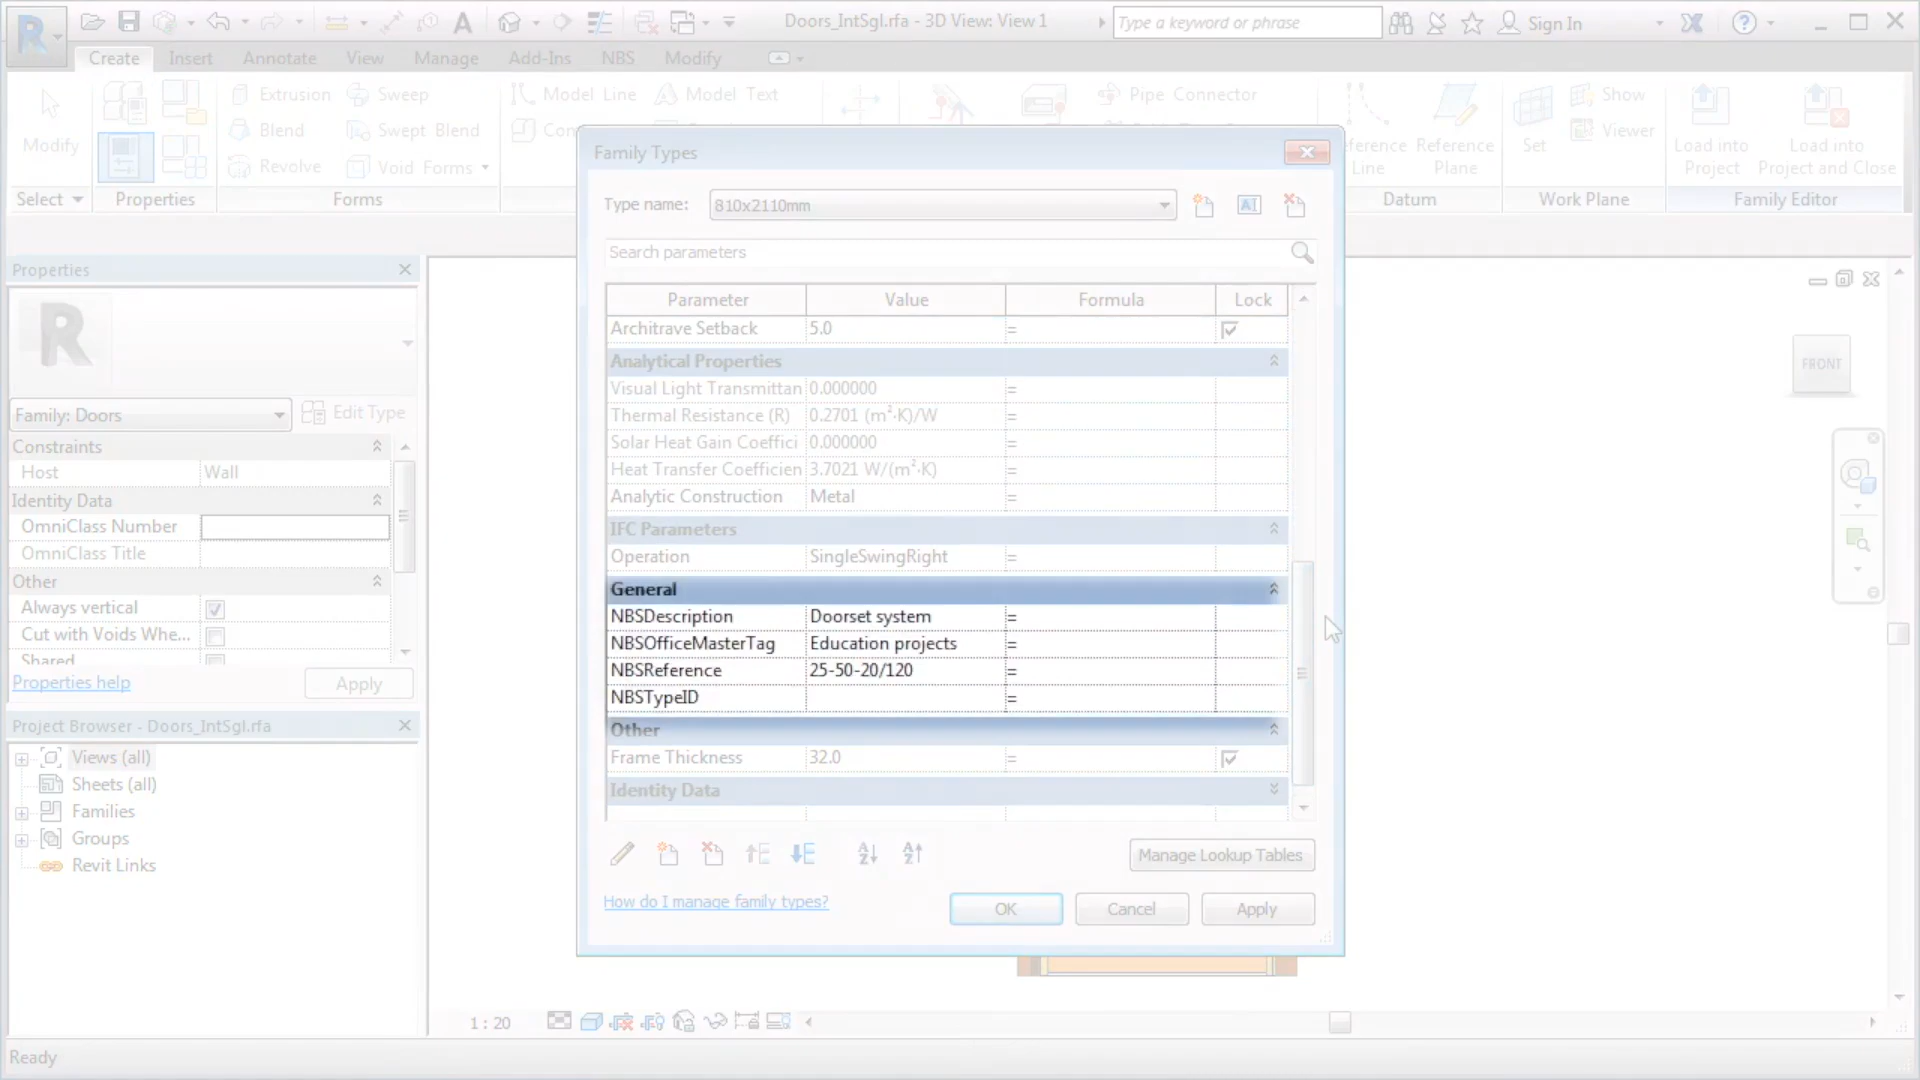 Doors_IntSgl.rfa - 3D View: View 1
Type a keyword or phrase
Sign In
Create Insert Annotate View Manage Add-Ins NBS Modify
Modify
Extrusion
Blend
Revolve
Sweep
Swept Blend
Void Forms
Model Line
Model Text
Pipe Connector
Reference Plane
Line
Set
Show
Viewer
Load into Project
Load into Project and Close
Select Properties Forms Datum Work Plane Family Editor
Properties
Family: Doors
Edit Type
Constraints
Host Wall
Identity Data
OmniClass Number
OmniClass Title
Other
Always vertical
Cut with Voids Whe...
Shared
Properties help
Apply
Project Browser - Doors_IntSgl.rfa
Views (all)
Sheets (all)
Families
Groups
Revit Links
Family Types
Type name: 810x2110mm
Search parameters
Parameter Value Formula Lock
Architrave Setback 5.0 =
Analytical Properties
Visual Light Transmittan 0.000000 =
Thermal Resistance (R) 0.2701 (m²·K)/W =
Solar Heat Gain Coeffici 0.000000 =
Heat Transfer Coefficien 3.7021 W/(m²·K) =
Analytic Construction Metal =
IFC Parameters
Operation SingleSwingRight =
General
NBSDescription Doorset system =
NBSOfficeMasterTag Education projects =
NBSReference 25-50-20/120 =
NBSTypeID =
Other
Frame Thickness 32.0 =
Identity Data
Manage Lookup Tables
How do I manage family types?
OK Cancel Apply
FRONT
1 : 20
Ready